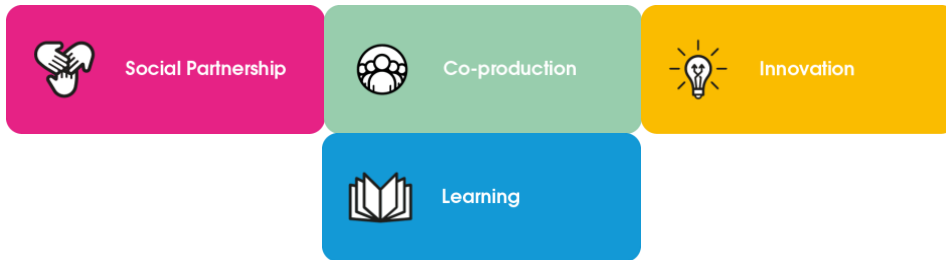 Social Partnership
Co-production
Innovation
Learning